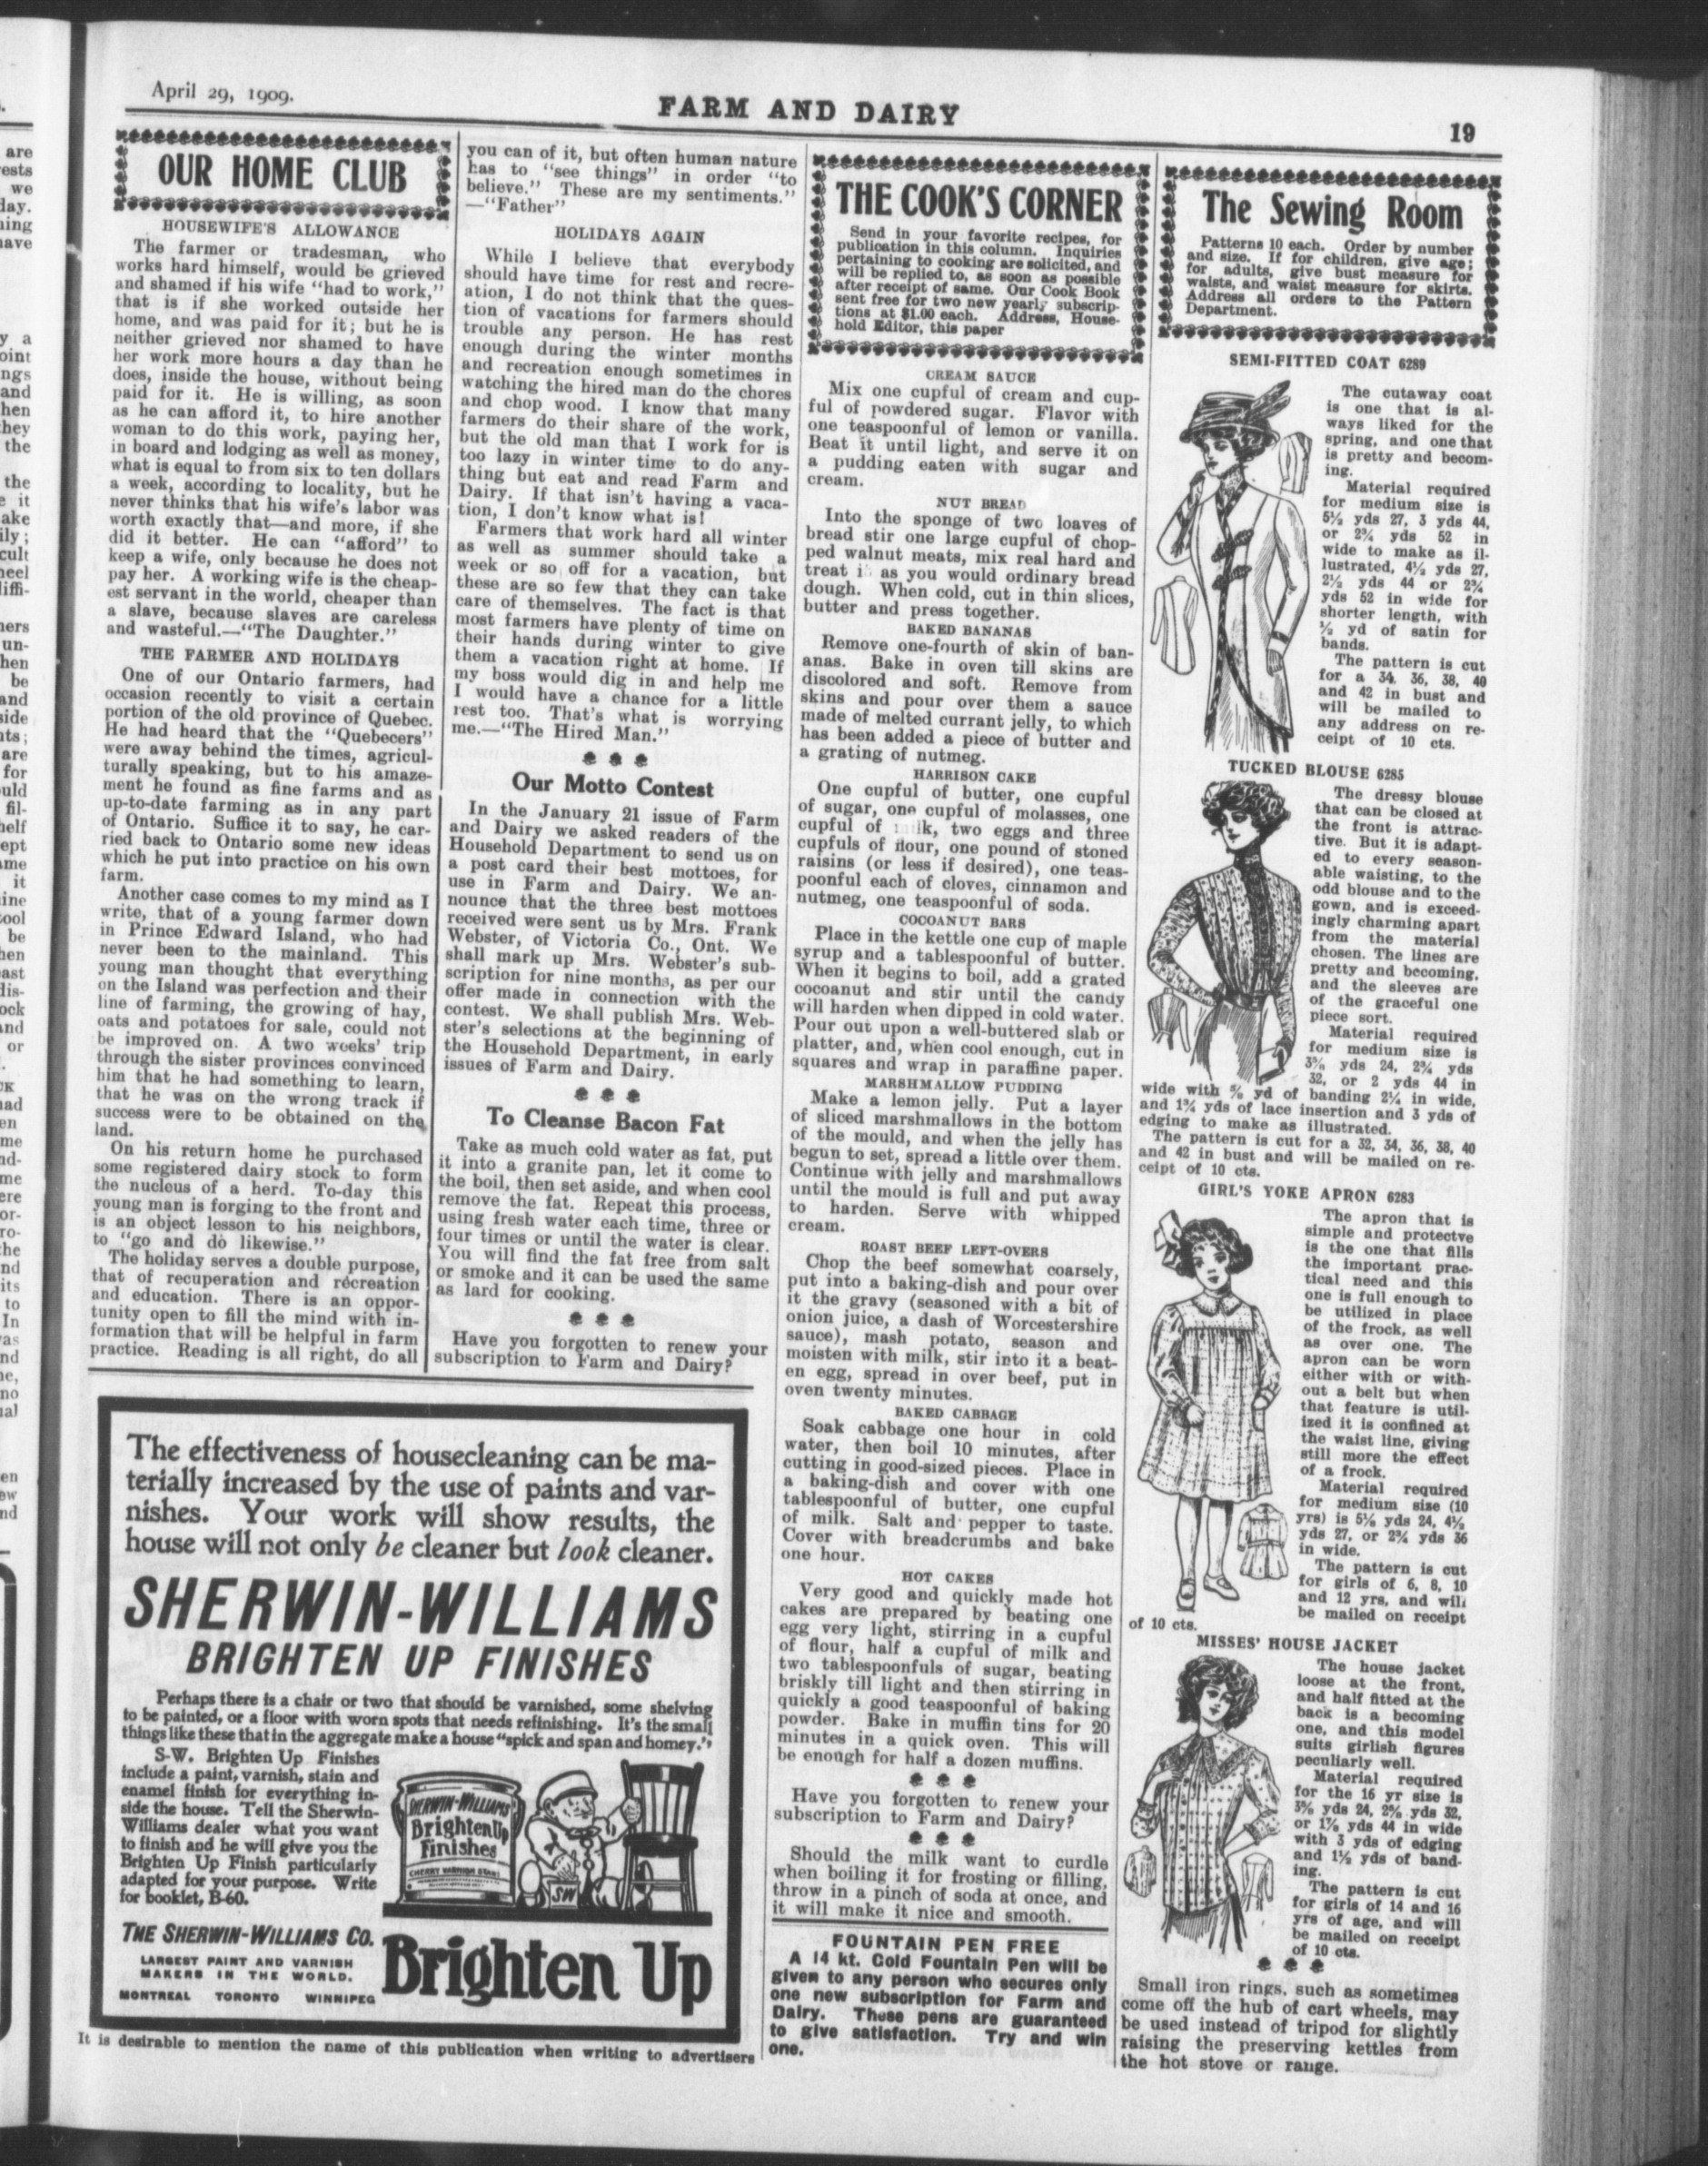 April 29, 1909.
FARM AND DAIRY
19
OUR HOME CLUB
HOUSEWIFE'S ALLOWANCE
The farmer or tradesman, who
works hard himself, would be grieved
and shamed if his wife "had to work,"
that is if she worked outside her
home, and was paid for it; but he is
neither grieved nor shamed to have
her work more hours a day than he
does, inside the house, without being
paid for it. He is willing, as soon
as he can afford it, to hire another
woman to do this work, paying her,
in board and lodging as well as money,
what is equal to from six to ten dollars
a week, according to locality, but he
never thinks that his wife's labor was
worth exactly that—and more, if she
did it better. He can "afford" to
keep a wife, only because he does not
pay her. A working wife is the cheap-
est servant in the world, cheaper than
a slave, because slaves are careless
and wasteful.—"The Daughter."
THE FARMER AND HOLIDAYS
One of our Ontario farmers, had
occasion recently to visit a certain
portion of the old province of Quebec.
He had heard that the "Quebecers"
were away behind the times, agricul-
turally speaking, but to his amaze-
ment he found as fine farms and as
up-to-date farming as in any part
of Ontario. Suffice it to say, he car-
ried back to Ontario some new ideas
which he put into practice on his own
farm.
Another case comes to my mind as I
write, that of a young farmer down
in Prince Edward Island, who had
never been to the mainland. This
young man thought that everything
on the Island was perfection and their
line of farming, the growing of hay,
oats and potatoes for sale, could not
be improved on. A two weeks' trip
through the sister provinces convinced
him that he had something to learn,
that he was on the wrong track if
success were to be obtained on the
land.
On his return home he purchased
some registered dairy stock to form
the nucleus of a herd. To-day this
young man is forging to the front and
is an object lesson to his neighbors,
to "go and do likewise."
The holiday serves a double purpose,
that of recuperation and recreation
and education. There is an oppor-
tunity open to fill the mind with in-
formation that will be helpful in farm
practice. Reading is all right, do all
you can of it, but often human nature
has to "see things" in order "to
believe." These are my sentiments."
—"Father"
HOLIDAYS AGAIN
While I believe that everybody
should have time for rest and recre-
ation, I do not think that the ques-
tion of vacations for farmers should
trouble any person. He has rest
enough during the winter months
and recreation enough sometimes in
watching the hired man do the chores
and chop wood. I know that many
farmers do their share of the work,
but the old man that I work for is
too lazy in winter time to do any-
thing but eat and read Farm and
Dairy. If that isn't having a vaca-
tion, I don't know what is!
Farmers that work hard all winter
as well as summer should take a
week or so off for a vacation, but
these are so few that they can take
care of themselves. The fact is that
most farmers have plenty of time on
their hands during winter to give
them a vacation right at home. If
my boss would dig in and help me
I would have a chance for a little
rest too. That's what is worrying
me.—"The Hired Man."
Our Motto Contest
In the January 21 issue of Farm
and Dairy we asked readers of the
Household Department to send us on
a post card their best mottoes, for
use in Farm and Dairy. We an-
nounce that the three best mottoes
received were sent us by Mrs. Frank
Webster, of Victoria Co., Ont. We
shall mark up Mrs. Webster's sub-
scription for nine months, as per our
offer made in connection with the
contest. We shall publish Mrs. Web-
ster's selections at the beginning of
the Household Department, in early
issues of Farm and Dairy.
To Cleanse Bacon Fat
Take as much cold water as fat, put
it into a granite pan, let it come to
the boil, then set aside, and when cool
remove the fat. Repeat this process,
using fresh water each time, three or
four times or until the water is clear.
You will find the fat free from salt
or smoke and it can be used the same
as lard for cooking.
Have you forgotten to renew your
subscription to Farm and Dairy?
The effectiveness of housecleaning can be ma-
terially increased by the use of paints and var-
nishes. Your work will show results, the
house will not only be cleaner but look cleaner.
SHERWIN-WILLIAMS
BRIGHTEN UP FINISHES
Perhaps there is a chair or two that should be varnished, some shelving
to be painted, or a floor with worn spots that needs refinishing. It's the small
things like these that in the aggregate make a house "spick and span and homey."
S-W. Brighten Up Finishes
include a paint, varnish, stain and
enamel finish for everything in-
side the house. Tell the Sherwin-
Williams dealer what you want
to finish and he will give you the
Brighten Up Finish particularly
adapted for your purpose. Write
for booklet, B-60.
SHERWIN-WILLIAMS
Brighten Up
Finishes
CHERRY VARNISH STAIN
SW
THE SHERWIN-WILLIAMS CO.
LARGEST PAINT AND VARNISH
MAKERS IN THE WORLD.
MONTREAL TORONTO WINNIPEG
Brighten Up
It is desirable to mention the name of this publication when writing to advertisers
THE COOK'S CORNER
Send in your favorite recipes, for
publication in this column. Inquiries
pertaining to cooking are solicited, and
will be replied to, as soon as possible
after receipt of same. Our Cook Book
sent free for two new yearly subscrip-
tions at $1.00 each. Address, House-
hold Editor, this paper
CREAM SAUCE
Mix one cupful of cream and cup-
ful of powdered sugar. Flavor with
one teaspoonful of lemon or vanilla.
Beat it until light, and serve it on
a pudding eaten with sugar and
cream.
NUT BREAD
Into the sponge of two loaves of
bread stir one large cupful of chop-
ped walnut meats, mix real hard and
treat as you would ordinary bread
dough. When cold, cut in thin slices,
butter and press together.
BAKED BANANAS
Remove one-fourth of skin of ban-
anas. Bake in oven till skins are
discolored and soft. Remove from
skins and pour over them a sauce
made of melted currant jelly, to which
has been added a piece of butter and
a grating of nutmeg.
HARRISON CAKE
One cupful of butter, one cupful
of sugar, one cupful of molasses, one
cupful of two eggs and three
cupfuls of flour, one pound of stoned
raisins (or less if desired), one teas-
poonful each of cloves, cinnamon and
nutmeg, one teaspoonful of soda.
COCOANUT BARS
Place in the kettle one cup of maple
syrup and a tablespoonful of butter.
When it begins to boil, add a grated
cocoanut and stir until the candy
will harden when dipped in cold water.
Pour out upon a well-buttered slab or
platter, and, when cool enough, cut in
squares and wrap in paraffine paper.
MARSHMALLOW PUDDING
Make a lemon jelly. Put a layer
of sliced marshmallows in the bottom
of the mould, and when the jelly has
begun to set, spread a little over them.
Continue with jelly and marshmallows
until the mould is full and put away
to harden. Serve with whipped
cream.
ROAST BEEF LEFT-OVERS
Chop the beef somewhat coarsely,
put into a baking-dish and pour over
it the gravy (seasoned with a bit of
onion juice, a dash of Worcestershire
sauce), mash potato, season and
moisten with milk, stir into it a beat-
en egg, spread in over beef, put in
oven twenty minutes.
BAKED CABBAGE
Soak cabbage one hour in cold
water, then boil 10 minutes, after
cutting in good-sized pieces. Place in
a baking-dish and cover with one
tablespoonful of butter, one cupful
of milk. Salt and pepper to taste.
Cover with breadcrumbs and bake
one hour.
HOT CAKES
Very good and quickly made hot
cakes are prepared by beating one
egg very light, stirring in a cupful
of flour, half a cupful of milk and
two tablespoonfuls of sugar, beating
briskly till light and then stirring in
quickly a good teaspoonful of baking
powder. Bake in muffin tins for 20
minutes in a quick oven. This will
be enough for half a dozen muffins.
Have you forgotten to renew your
subscription to Farm and Dairy?
Should the milk want to curdle
when boiling it for frosting or filling,
throw in a pinch of soda at once, and
it will make it nice and smooth.
FOUNTAIN PEN FREE
A 14 kt. Gold Fountain Pen will be
given to any person who secures only
one new subscription for Farm and
Dairy. These pens are guaranteed
to give satisfaction. Try and win
one.
The Sewing Room
Patterns 10 each. Order by number
and size. If for children, give age;
for adults, give bust measure for
waists, and waist measure for skirts.
Address all orders to the Pattern
Department.
SEMI-FITTED COAT 6289
The cutaway coat
is one that is al-
ways liked for the
spring, and one that
is pretty and becom-
ing.
Material required
for medium size is
5½ yds 27, 3 yds 44,
or 2¾ yds 52 in
wide to make as il-
lustrated, 4½ yds 27,
2½ yds 44 or 2¾
yds 52 in wide for
shorter length, with
½ yd of satin for
bands.
The pattern is cut
for a 34, 36, 38, 40
and 42 in bust and
will be mailed to
any address on re-
ceipt of 10 cts.
TUCKED BLOUSE 6285
The dressy blouse
that can be closed at
the front is attrac-
tive. But it is adapt-
ed to every season-
able waisting, to the
odd blouse and to the
gown, and is exceed-
ingly charming apart
from the material
chosen. The lines are
pretty and becoming,
and the sleeves are
of the graceful one
piece sort.
Material required
for medium size is
yds 24, 2¾ yds
32, or 2 yds 44 in
wide with yd of banding 2¼ in wide,
and 1¾ yds of lace insertion and 3 yds of
edging to make as illustrated.
The pattern is cut for a 32, 34, 36, 38, 40
and 42 in bust and will be mailed on re-
ceipt of 10 cts.
GIRL'S YOKE APRON 6283
The apron that is
simple and protectve
is the one that fills
the important prac-
tical need and this
one is full enough to
be utilized in place
of the frock, as well
as over one. The
apron can be worn
either with or with-
out a belt but when
that feature is util-
ized it is confined at
the waist line, giving
still more the effect
of a frock.
Material required
for medium size (10
yrs) is yds 24, 4½
yds 27, or 2¾ yds 36
in wide.
The pattern is cut
for girls of 6, 8, 10
and 12 yrs, and will
be mailed on receipt
of 10 cts.
MISSES' HOUSE JACKET
The house jacket
loose at the front,
and half fitted at the
back is a becoming
one, and this model
suits girlish figures
peculiarly well.
Material required
for the 16 yr size is
yds 24, yds 32,
or yds 44 in wide
with 3 yds of edging
and 1½ yds of band-
ing.
The pattern is cut
for girls of 14 and 16
yrs of age, and will
be mailed on receipt
of 10 cts.
Small iron rings, such as sometimes
come off the hub of cart wheels, may
be used instead of tripod for slightly
raising the preserving kettles from
the hot stove or range.